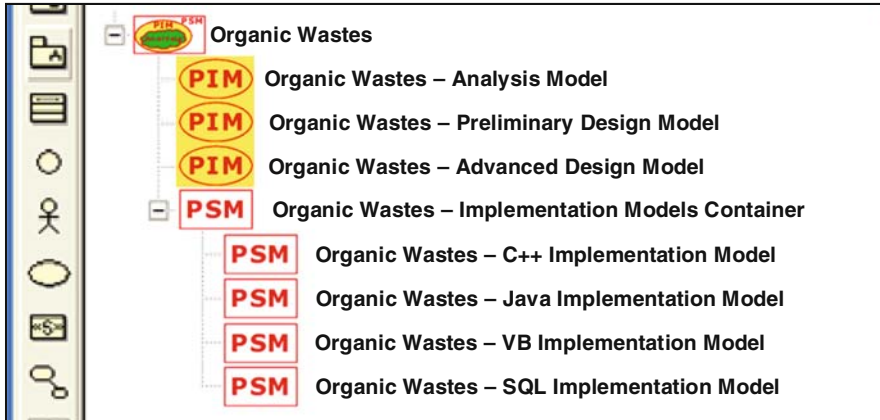 PIM PSM Organic Wastes
PIM Organic Wastes – Analysis Model
PIM Organic Wastes – Preliminary Design Model
PIM Organic Wastes – Advanced Design Model
PSM Organic Wastes – Implementation Models Container
PSM Organic Wastes – C++ Implementation Model
PSM Organic Wastes – Java Implementation Model
«S» PSM Organic Wastes – VB Implementation Model
PSM Organic Wastes – SQL Implementation Model